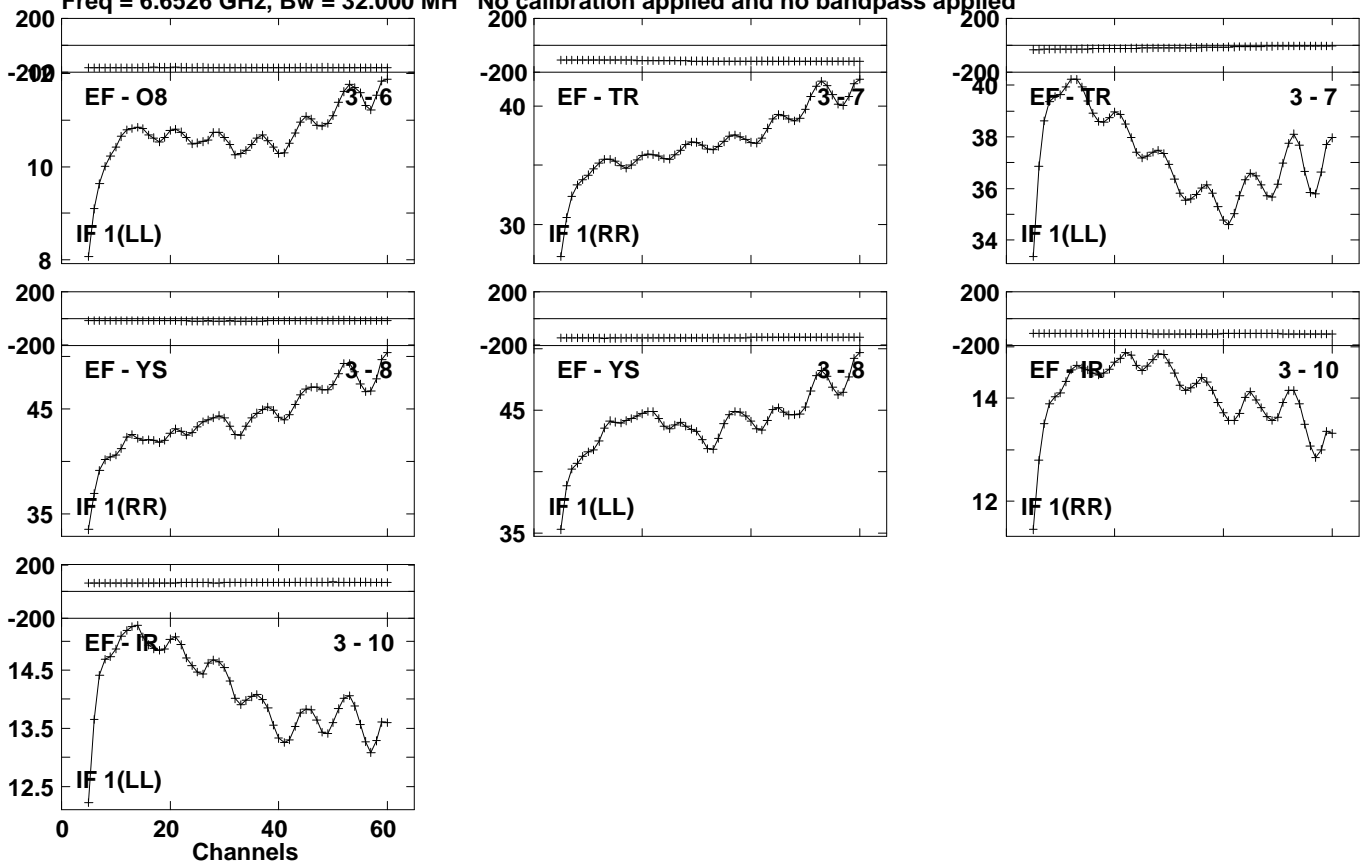 Freq = 6.6526 GHz, Bw = 32.000 MH No calibration applied and no bandpass applied
200
-200
12
10
8
EF - O8
3 - 6
IF 1(LL)
200
-200
40
30
EF - TR
3 - 7
IF 1(RR)
200
-200
40
38
36
34
EF - TR
3 - 7
IF 1(LL)
200
-200
45
35
EF - YS
3 - 8
IF 1(RR)
200
-200
45
35
EF - YS
3 - 8
IF 1(LL)
200
-200
14
12
EF - IR
3 - 10
IF 1(RR)
200
-200
14.5
13.5
12.5
EF - IR
3 - 10
IF 1(LL)
0 20 40 60
Channels